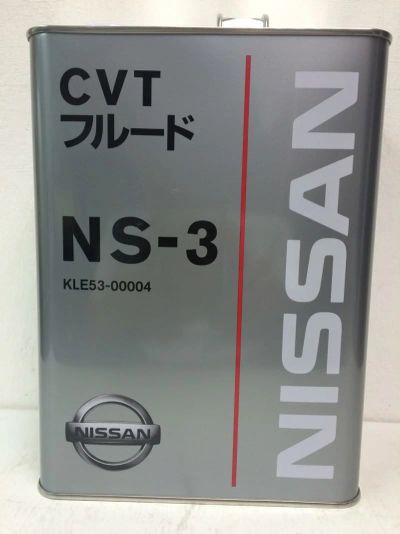 CVT
フルード
NS-3
KLE53-00004
NISSAN
NISSAN